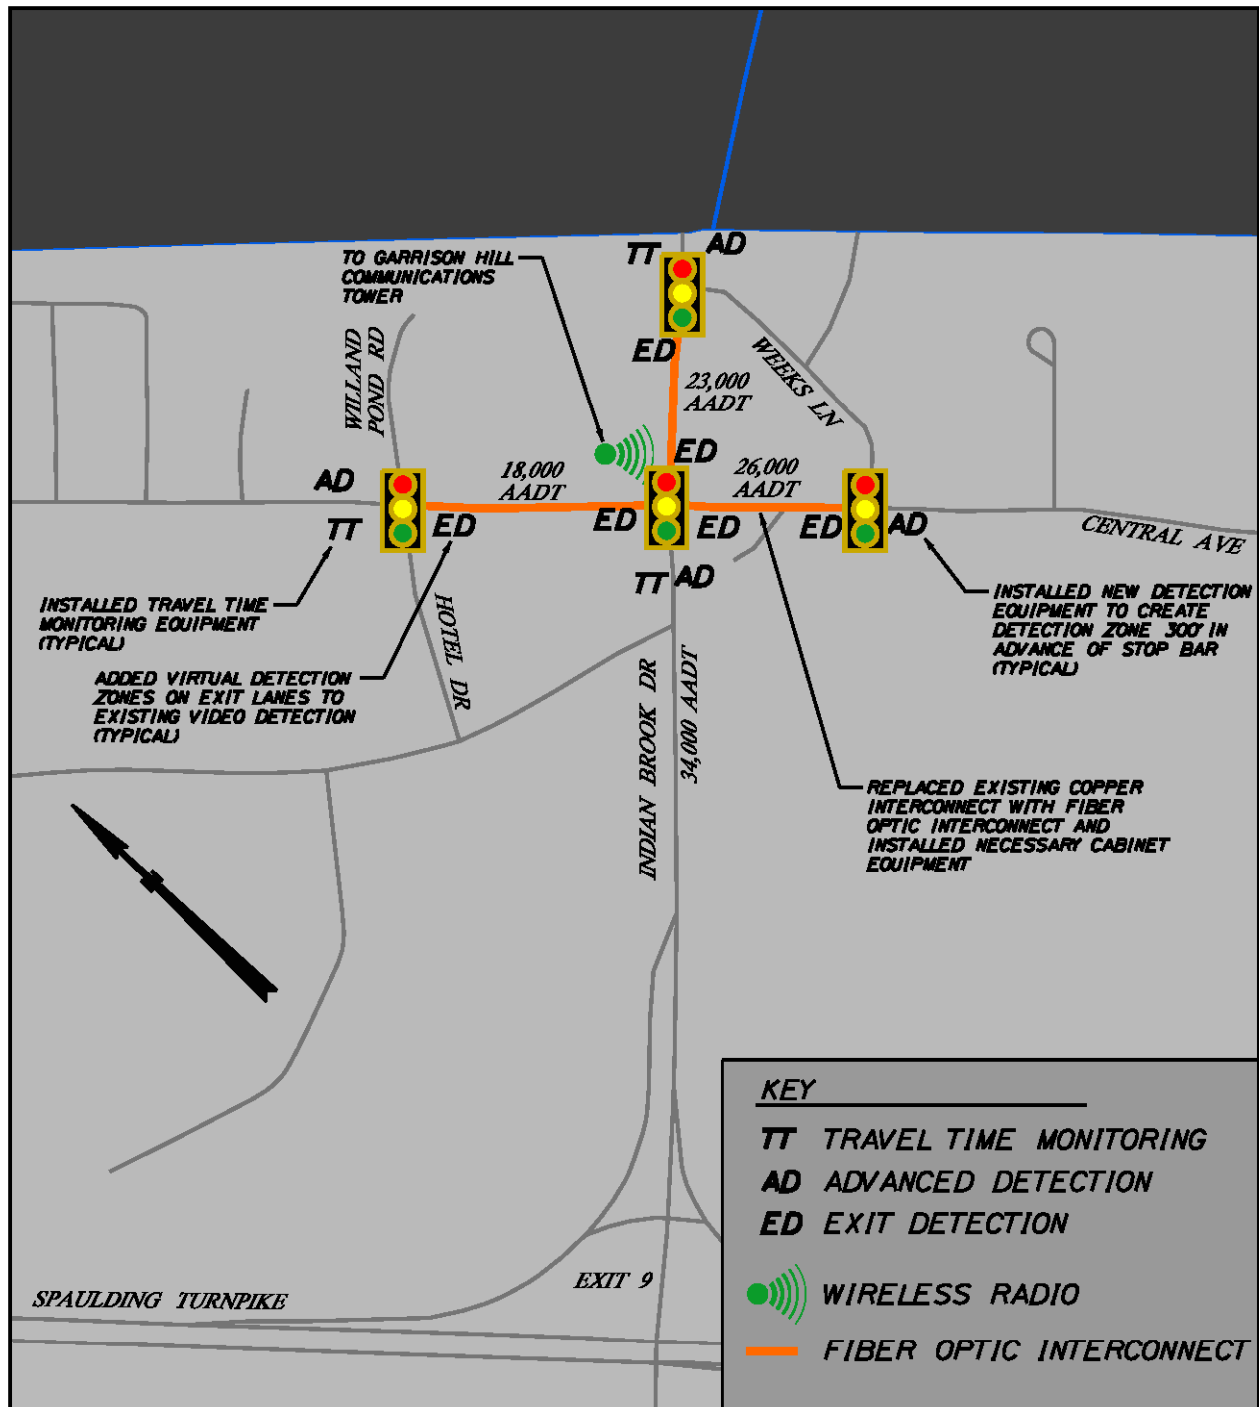 TT AD
TO GARRISON HILL
COMMUNICATIONS
TOWER
WILLAND
POND RD
ED
WEEKS LN
23,000
AADT
ED
18,000
AADT
26,000
AADT
AD
TT
ED
ED
ED
ED
AD
CENTRAL AVE
TT AD
INSTALLED TRAVEL TIME
MONITORING EQUIPMENT
(TYPICAL)
HOTEL DR
INSTALLED NEW DETECTION
EQUIPMENT TO CREATE
DETECTION ZONE 300' IN
ADVANCE OF STOP BAR
(TYPICAL)
ADDED VIRTUAL DETECTION
ZONES ON EXIT LANES TO
EXISTING VIDEO DETECTION
(TYPICAL)
INDIAN BROOK DR
34,000 AADT
REPLACED EXISTING COPPER
INTERCONNECT WITH FIBER
OPTIC INTERCONNECT AND
INSTALLED NECESSARY CABINET
EQUIPMENT
EXIT 9
SPAULDING TURNPIKE
KEY
TT TRAVEL TIME MONITORING
AD ADVANCED DETECTION
ED EXIT DETECTION
WIRELESS RADIO
FIBER OPTIC INTERCONNECT